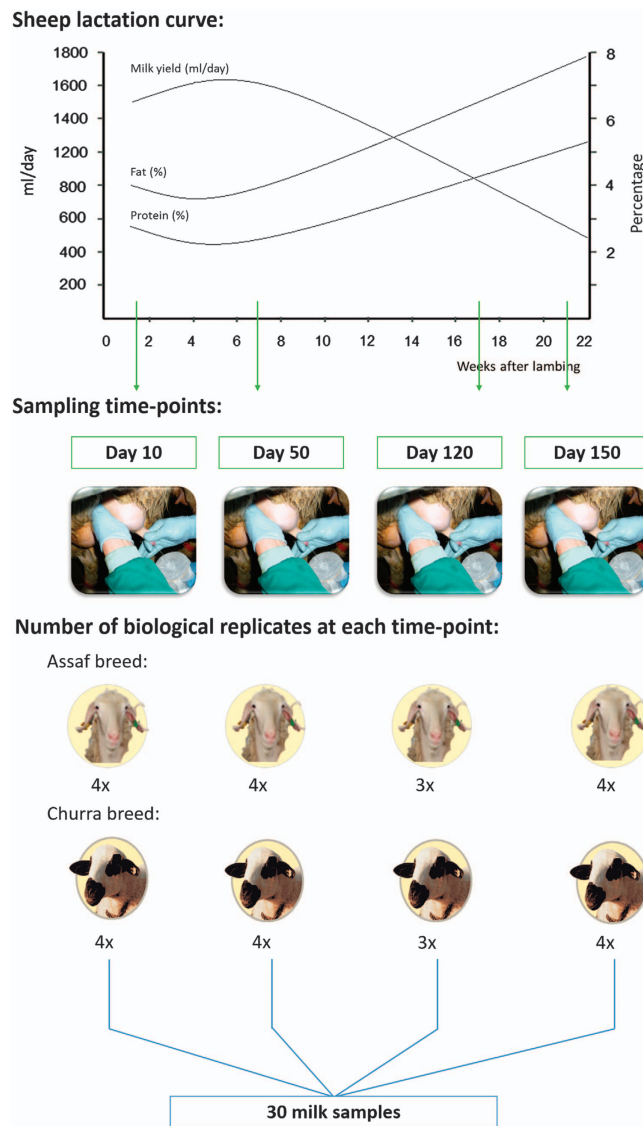 Sheep lactation curve:
1800
1600
1400
1200
800
600
400
200
ml/day
8
6
4
2
Percentage
Milk yield (ml/day)
Fat (%)
Protein (%)
0 2 4 6 8 10 12 14 16 18 20 22
Weeks after lambing
Sampling time-points:
Day 10 Day 50 Day 120 Day 150
Number of biological replicates at each time-point:
Assaf breed:
4x 4x 3x 4x
Churra breed:
4x 4x 3x 4x
30 milk samples